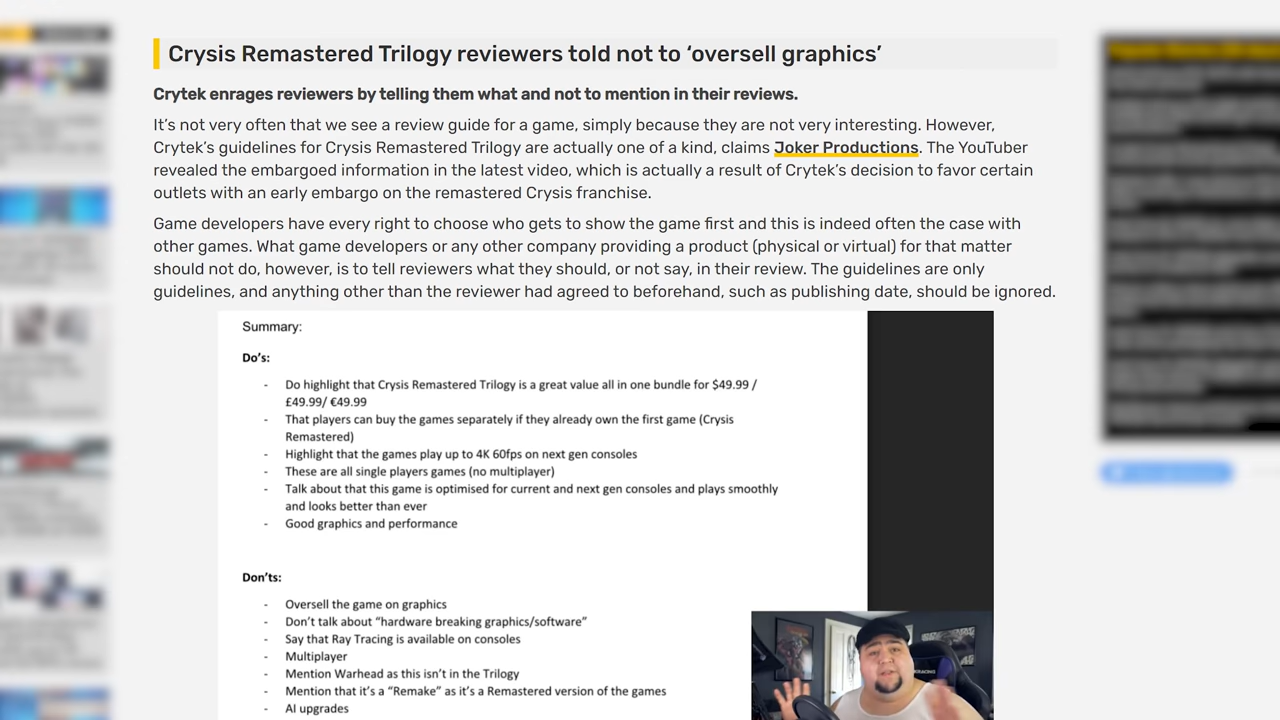 Crysis Remastered Trilogy reviewers told not to ‘oversell graphics’
Crytek enrages reviewers by telling them what and not to mention in their reviews.
It’s not very often that we see a review guide for a game, simply because they are not very interesting. However,
Crytek’s guidelines for Crysis Remastered Trilogy are actually one of a kind, claims Joker Productions. The YouTuber
revealed the embargoed information in the latest video, which is actually a result of Crytek’s decision to favor certain
outlets with an early embargo on the remastered Crysis franchise.
Game developers have every right to choose who gets to show the game first and this is indeed often the case with
other games. What game developers or any other company providing a product (physical or virtual) for that matter
should not do, however, is to tell reviewers what they should, or not say, in their review. The guidelines are only
guidelines, and anything other than the reviewer had agreed to beforehand, such as publishing date, should be ignored.
Summary:
Do's:
- Do highlight that Crysis Remastered Trilogy is a great value all in one bundle for $49.99 /
£49.99/ €49.99
- That players can buy the games separately if they already own the first game (Crysis
Remastered)
- Highlight that the games play up to 4K 60fps on next gen consoles
- These are all single players games (no multiplayer)
- Talk about that this game is optimised for current and next gen consoles and plays smoothly
and looks better than ever
- Good graphics and performance
Don'ts:
- Oversell the game on graphics
- Don't talk about "hardware breaking graphics/software"
- Say that Ray Tracing is available on consoles
- Multiplayer
- Mention Warhead as this isn't in the Trilogy
- Mention that it's a "Remake" as it's a Remastered version of the games
- AI upgrades